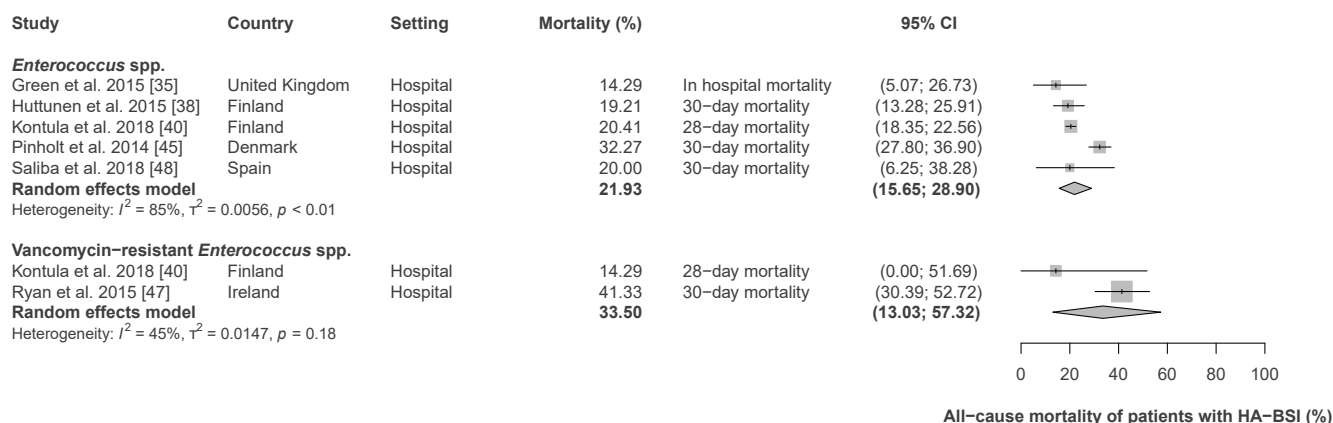 Study Country Setting Mortality (%) 95% CI
Enterococcus spp.
Green et al. 2015 [35] United Kingdom Hospital 14.29 In hospital mortality (5.07; 26.73)
Huttunen et al. 2015 [38] Finland Hospital 19.21 30−day mortality (13.28; 25.91)
Kontula et al. 2018 [40] Finland Hospital 20.41 28−day mortality (18.35; 22.56)
Pinholt et al. 2014 [45] Denmark Hospital 32.27 30−day mortality (27.80; 36.90)
Saliba et al. 2018 [48] Spain Hospital 20.00 30−day mortality (6.25; 38.28)
Random effects model 21.93 (15.65; 28.90)
Heterogeneity: I² = 85%, τ² = 0.0056, p < 0.01
Vancomycin−resistant Enterococcus spp.
Kontula et al. 2018 [40] Finland Hospital 14.29 28−day mortality (0.00; 51.69)
Ryan et al. 2015 [47] Ireland Hospital 41.33 30−day mortality (30.39; 52.72)
Random effects model 33.50 (13.03; 57.32)
Heterogeneity: I² = 45%, τ² = 0.0147, p = 0.18
0 20 40 60 80 100
All−cause mortality of patients with HA−BSI (%)